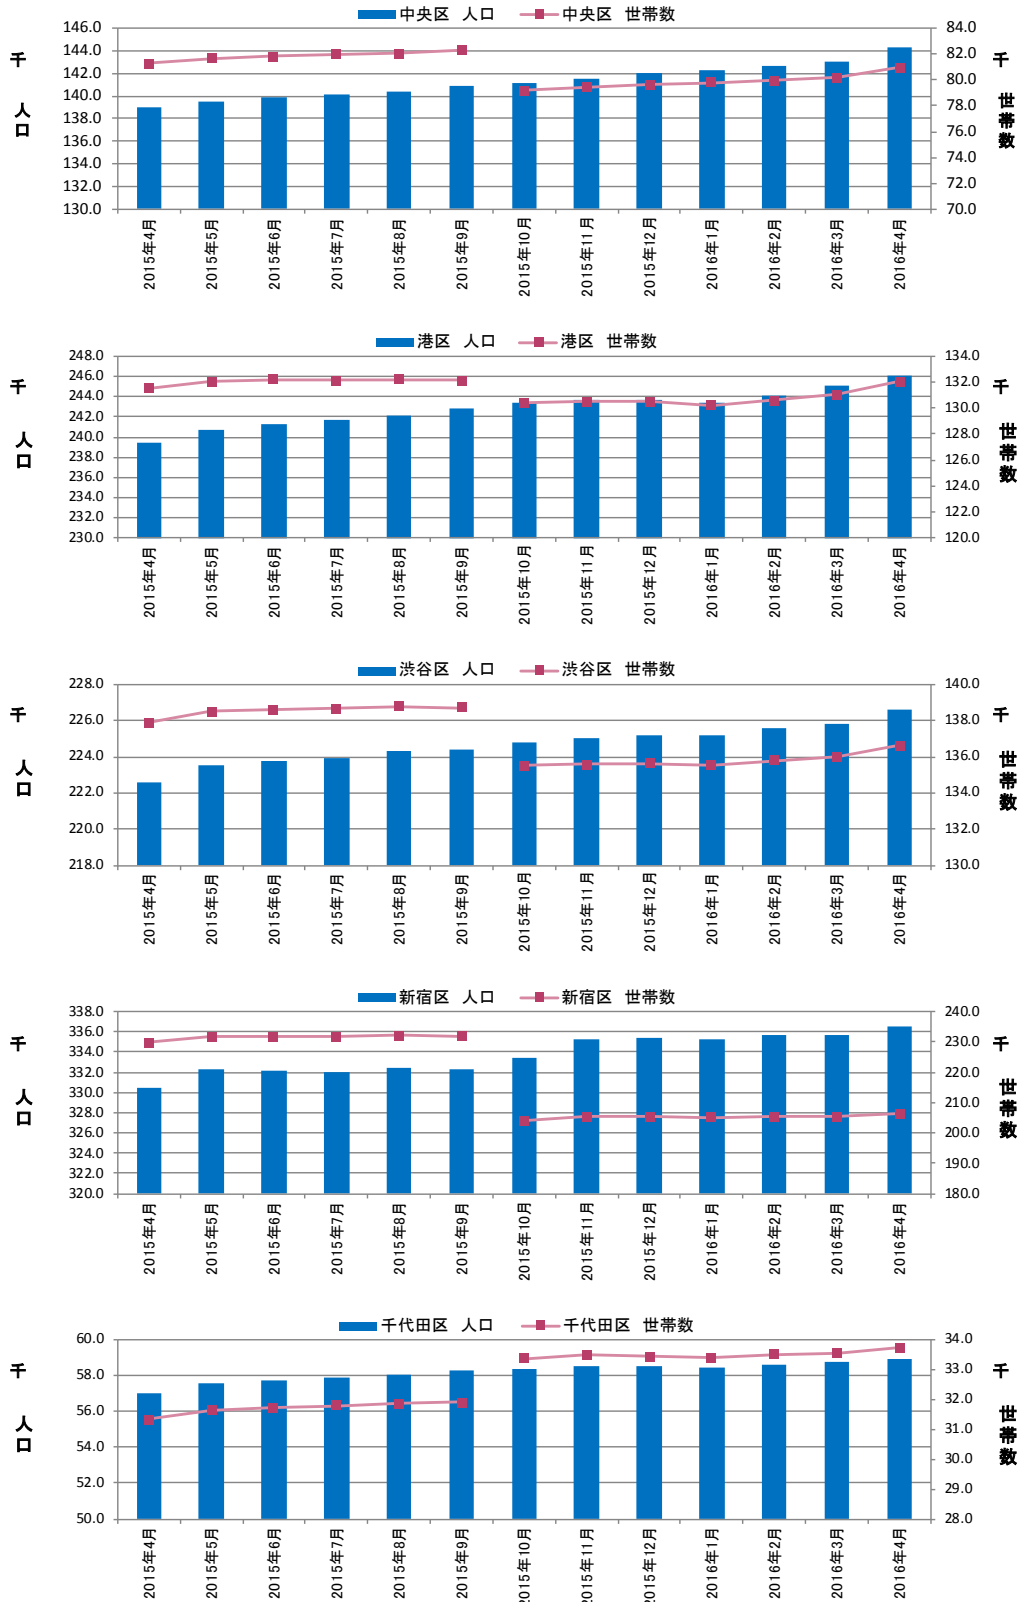 中央区　人口　中央区　世帯数
千
人
口
146.0
144.0
142.0
140.0
138.0
136.0
134.0
132.0
130.0
84.0
82.0
80.0
78.0
76.0
74.0
72.0
70.0
千
世
帯
数
2015年4月
2015年5月
2015年6月
2015年7月
2015年8月
2015年9月
2015年10月
2015年11月
2015年12月
2016年1月
2016年2月
2016年3月
2016年4月
港区　人口　港区　世帯数
千
人
口
248.0
246.0
244.0
242.0
240.0
238.0
236.0
234.0
232.0
230.0
134.0
132.0
130.0
128.0
126.0
124.0
122.0
120.0
千
世
帯
数
2015年4月
2015年5月
2015年6月
2015年7月
2015年8月
2015年9月
2015年10月
2015年11月
2015年12月
2016年1月
2016年2月
2016年3月
2016年4月
渋谷区　人口　渋谷区　世帯数
千
人
口
228.0
226.0
224.0
222.0
220.0
218.0
140.0
138.0
136.0
134.0
132.0
130.0
千
世
帯
数
2015年4月
2015年5月
2015年6月
2015年7月
2015年8月
2015年9月
2015年10月
2015年11月
2015年12月
2016年1月
2016年2月
2016年3月
2016年4月
新宿区　人口　新宿区　世帯数
千
人
口
338.0
336.0
334.0
332.0
330.0
328.0
326.0
324.0
322.0
320.0
240.0
230.0
220.0
210.0
200.0
190.0
180.0
千
世
帯
数
2015年4月
2015年5月
2015年6月
2015年7月
2015年8月
2015年9月
2015年10月
2015年11月
2015年12月
2016年1月
2016年2月
2016年3月
2016年4月
千代田区　人口　千代田区　世帯数
千
人
口
60.0
58.0
56.0
54.0
52.0
50.0
34.0
33.0
32.0
31.0
30.0
29.0
28.0
千
世
帯
数
2015年4月
2015年5月
2015年6月
2015年7月
2015年8月
2015年9月
2015年10月
2015年11月
2015年12月
2016年1月
2016年2月
2016年3月
2016年4月